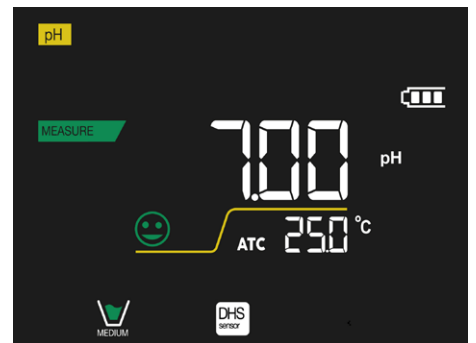 pH
MEASURE
7.00 pH
ATC 25.0 °C
MEDIUM
DHS
sensor